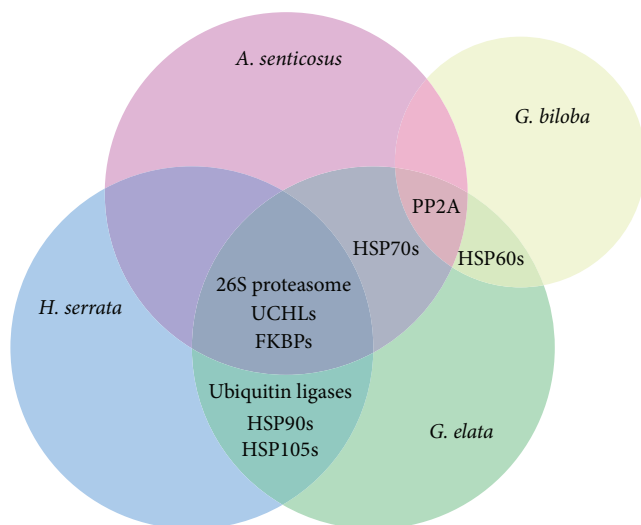 A. senticosus
G. biloba
PP2A
HSP70s
HSP60s
26S proteasome
H. serrata
UCHLs
FKBPs
Ubiquitin ligases
HSP90s
G. elata
HSP105s